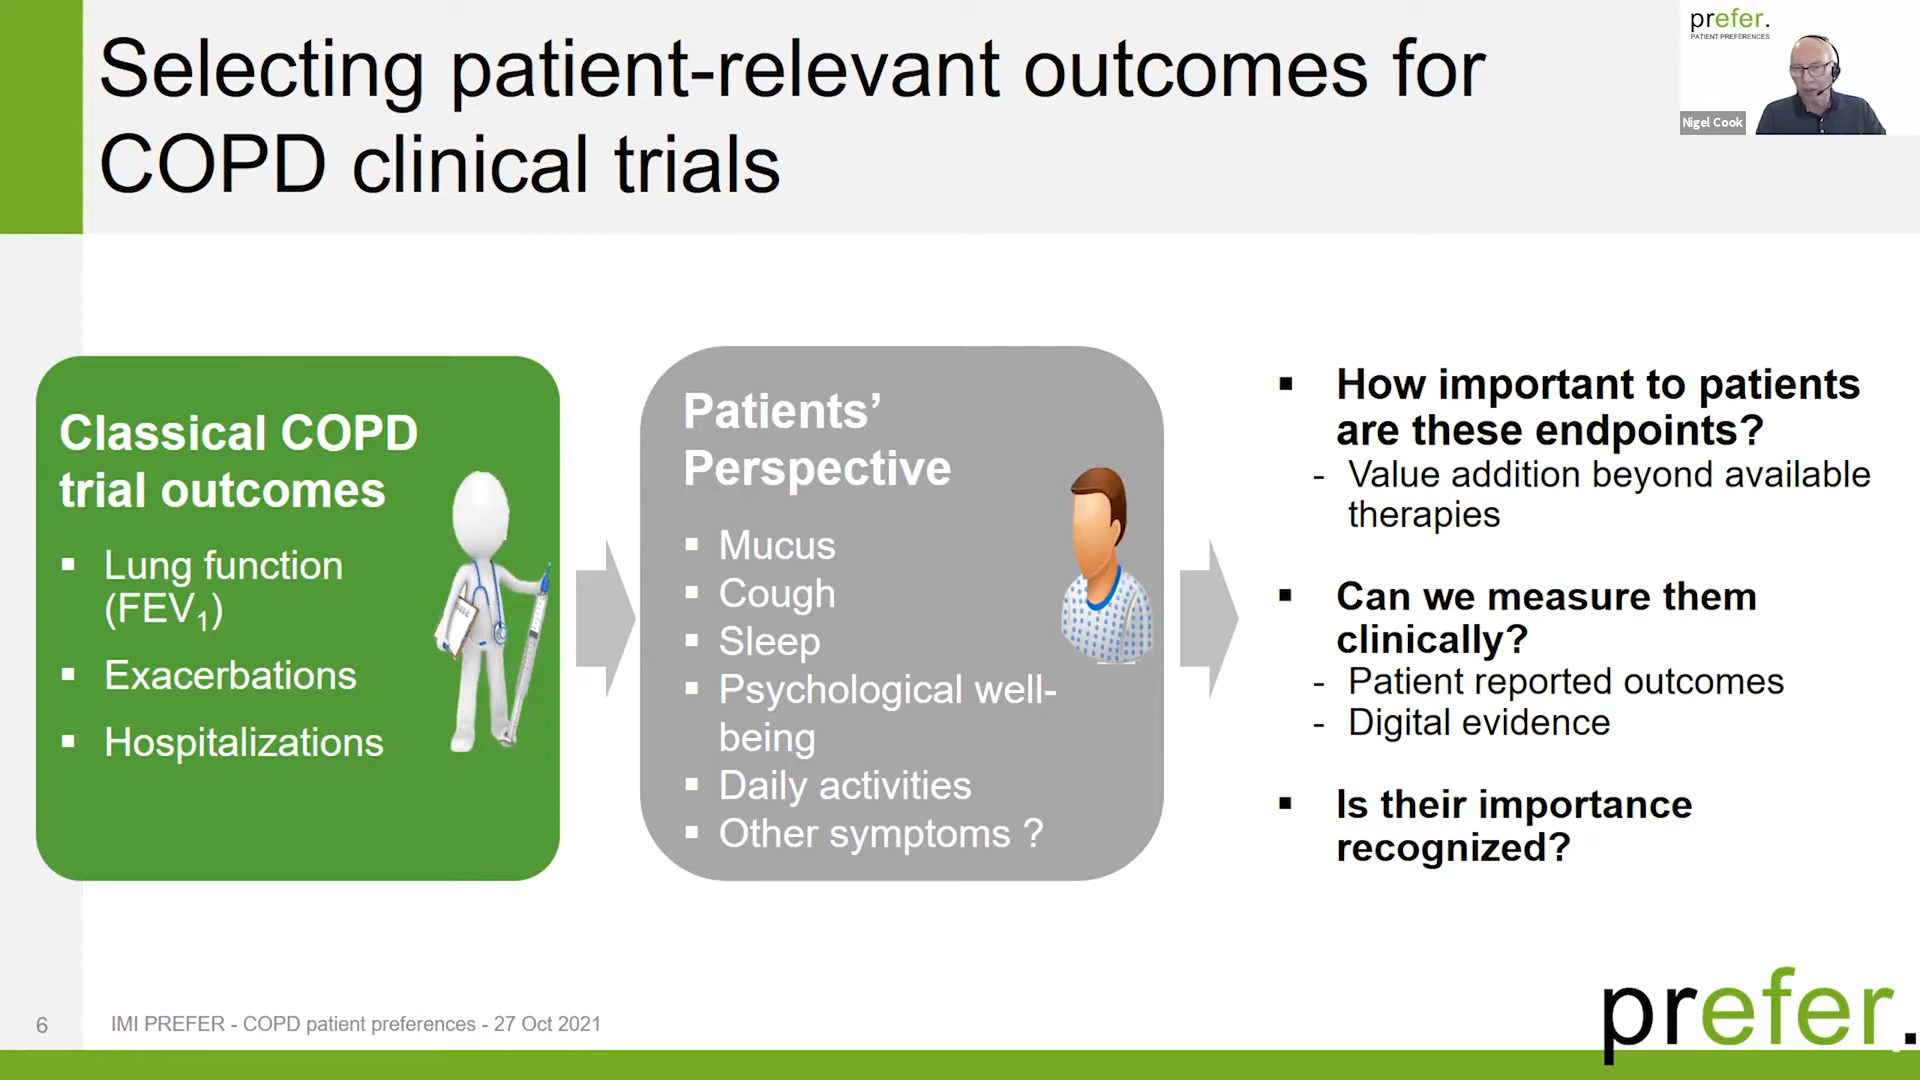 Selecting patient-relevant outcomes for
COPD clinical trials
prefer.
PATIENT PREFERENCES
Nigel Cook
Classical COPD
trial outcomes
▪ Lung function
(FEV₁)
▪ Exacerbations
▪ Hospitalizations
Patients’
Perspective
▪ Mucus
▪ Cough
▪ Sleep
▪ Psychological well-
being
▪ Daily activities
▪ Other symptoms ?
▪ How important to patients
are these endpoints?
- Value addition beyond available
therapies
▪ Can we measure them
clinically?
- Patient reported outcomes
- Digital evidence
▪ Is their importance
recognized?
6
IMI PREFER - COPD patient preferences - 27 Oct 2021
prefer.